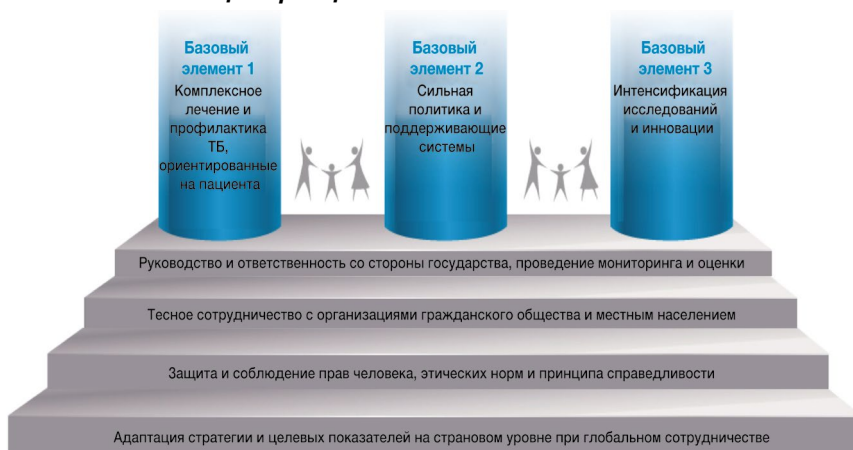 Базовый
элемент 1
Комплексное
лечение и
профилактика
ТБ,
ориентированные
на пациента
Базовый
элемент 2
Сильная
политика и
поддерживающие
системы
Базовый
элемент 3
Интенсификация
исследований
и инновации
Руководство и ответственность со стороны государства, проведение мониторинга и оценки
Тесное сотрудничество с организациями гражданского общества и местным населением
Защита и соблюдение прав человека, этических норм и принципа справедливости
Адаптация стратегии и целевых показателей на страновом уровне при глобальном сотрудничестве